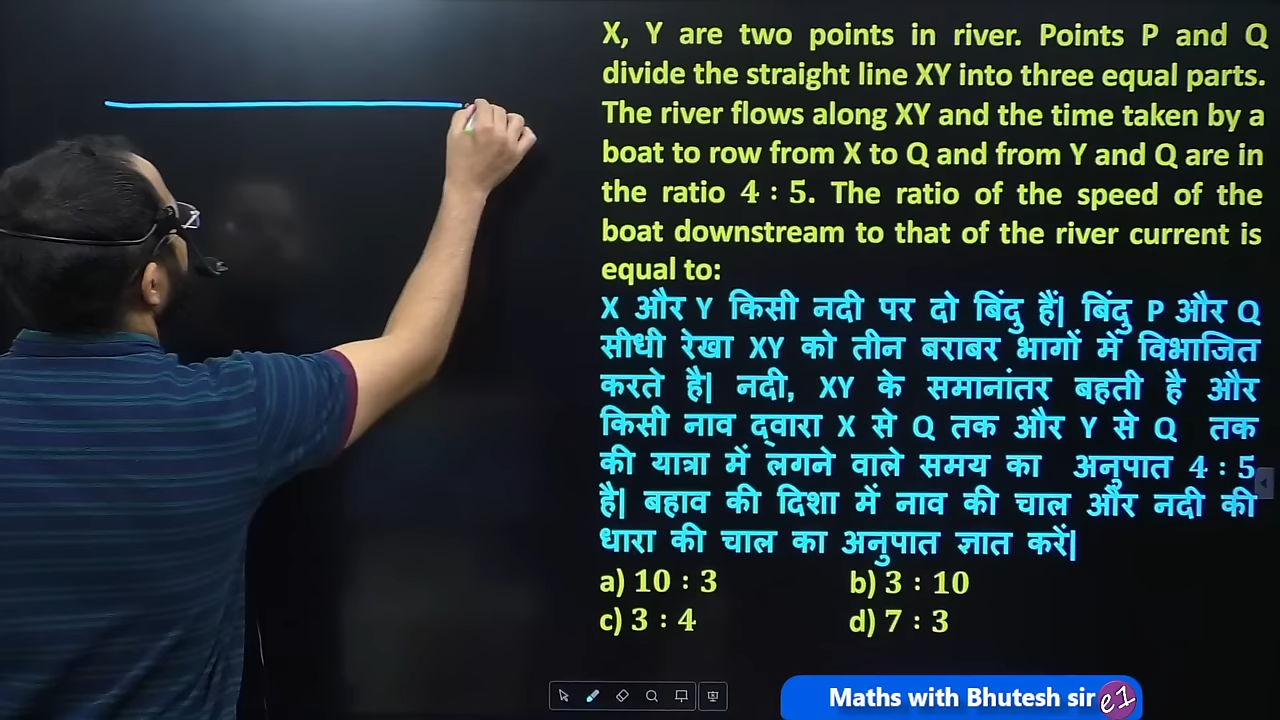 X, Y are two points in river. Points P and Q
divide the straight line XY into three equal parts.
The river flows along XY and the time taken by a
boat to row from X to Q and from Y and Q are in
the ratio 4 : 5. The ratio of the speed of the
boat downstream to that of the river current is
equal to:
X और Y किसी नदी पर दो बिंदु हैं| बिंदु P और Q
सीधी रेखा XY को तीन बराबर भागों में विभाजित
करते है| नदी, XY के समानांतर बहती है और
किसी नाव द्वारा X से Q तक और Y से Q तक
की यात्रा में लगने वाले समय का अनुपात 4 : 5
है| बहाव की दिशा में नाव की चाल और नदी की
धारा की चाल का अनुपात ज्ञात करें|
a) 10 : 3 b) 3 : 10
c) 3 : 4 d) 7 : 3
Maths with Bhutesh sir e1